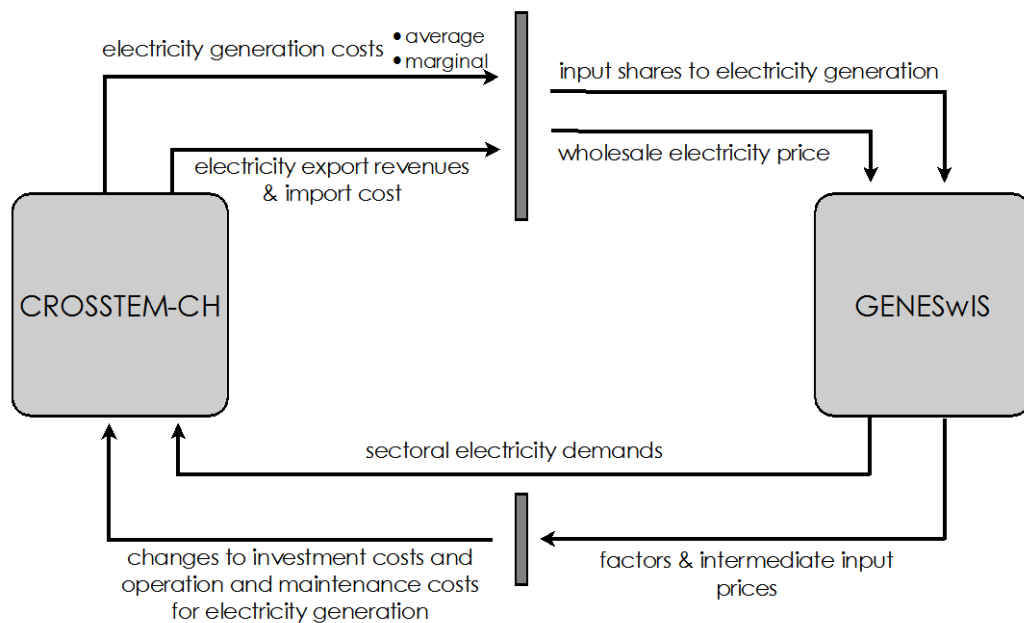 electricity generation costs
• average
• marginal
input shares to electricity generation
electricity export revenues
& import cost
wholesale electricity price
CROSSTEM-CH
GENESwIS
sectoral electricity demands
changes to investment costs and
operation and maintenance costs
for electricity generation
factors & intermediate input
prices